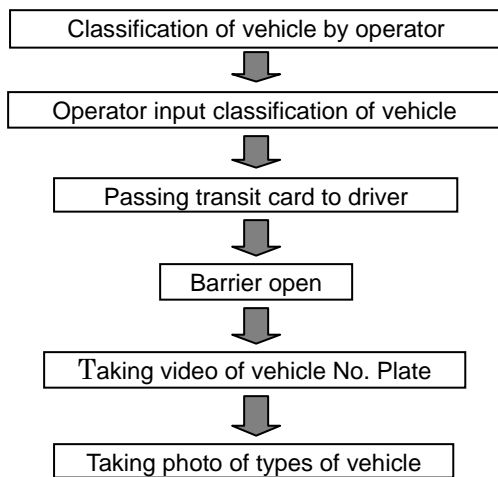 Classification of vehicle by operator
Operator input classification of vehicle
Passing transit card to driver
Barrier open
Taking video of vehicle No. Plate
Taking photo of types of vehicle